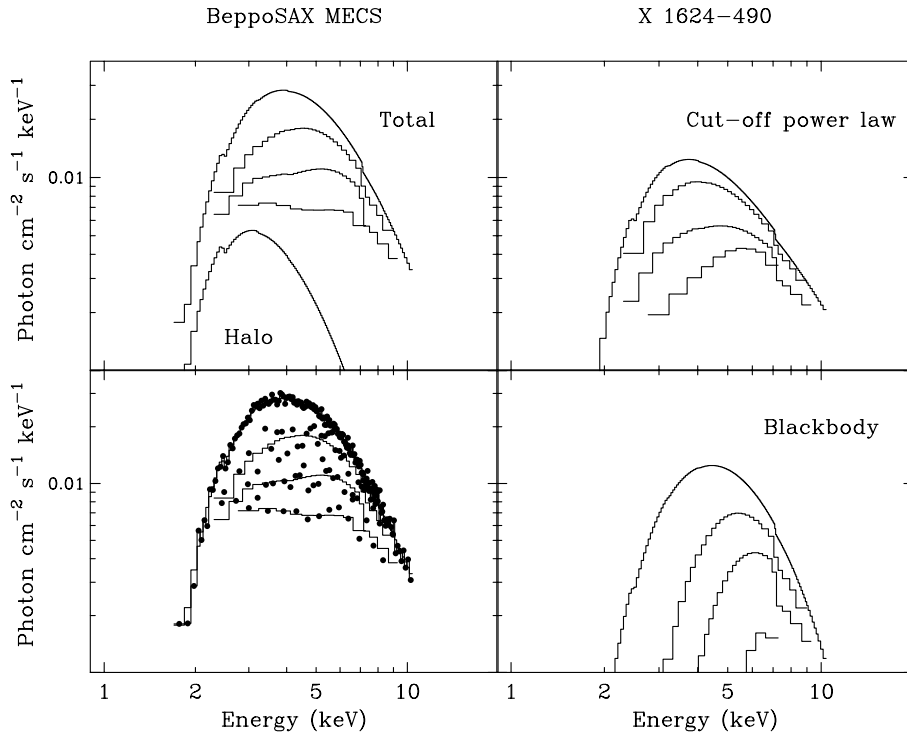 BeppoSAX MECS
X 1624−490
Photon cm⁻² s⁻¹ keV⁻¹
0.01
Total
Halo
Cut−off power law
Photon cm⁻² s⁻¹ keV⁻¹
0.01
Blackbody
1 2 5 10
1 2 5 10
Energy (keV)
Energy (keV)